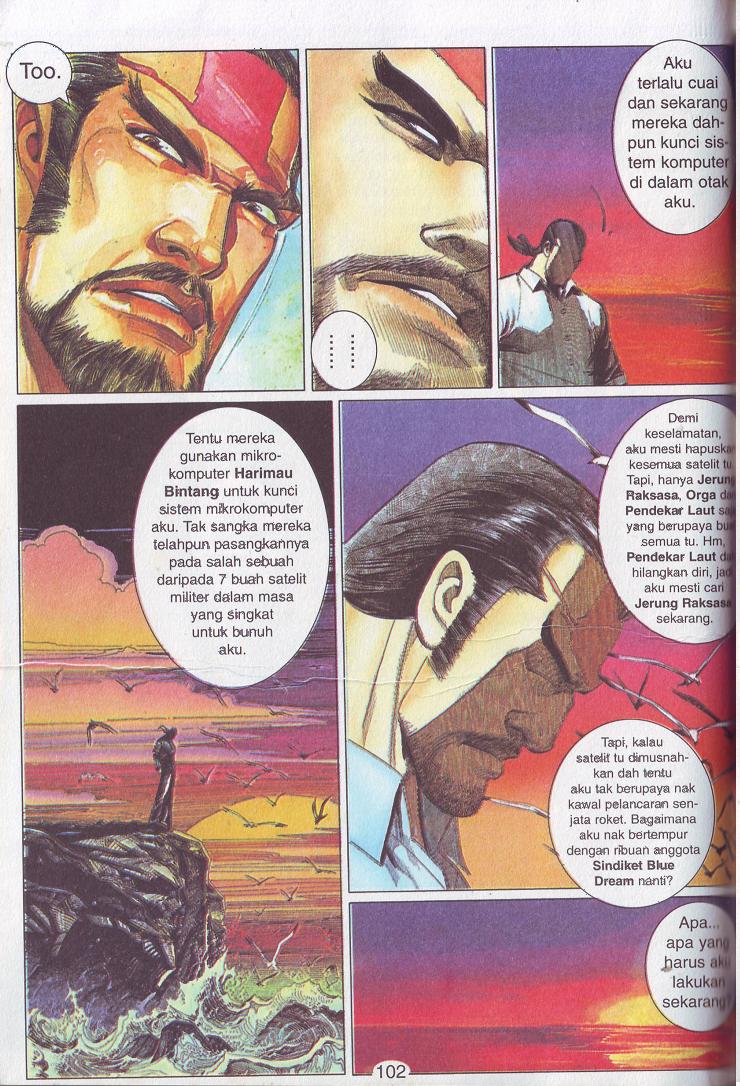 Too.
⋮ ⋮
Aku
terlalu cuai
dan sekarang
mereka dah-
pun kunci sis-
tem komputer
di dalam otak
aku.
Tentu mereka
gunakan mikro-
komputer Harimau
Bintang untuk kunci
sistem mikrokomputer
aku. Tak sangka mereka
telahpun pasangkannya
pada salah sebuah
daripada 7 buah satelit
militer dalam masa
yang singkat
untuk bunuh
aku.
Demi
keselamatan,
aku mesti hapuskan
kesemua satelit tu.
Tapi, hanya Jerung
Raksasa, Orga dan
Pendekar Laut
yang berupaya
semua tu. Hm,
Pendekar Laut
hilangkan diri, jadi
aku mesti cari
Jerung Raksasa
sekarang.
Tapi, kalau
satelit tu dimusnah-
kan dah tentu
aku tak berupaya nak
kawal pelancaran sen-
jata roket. Bagaimana
aku nak bertempur
dengan ribuan anggota
Sindiket Blue
Dream nanti?
Apa...
apa yang
harus aku
lakukan
sekarang?
102